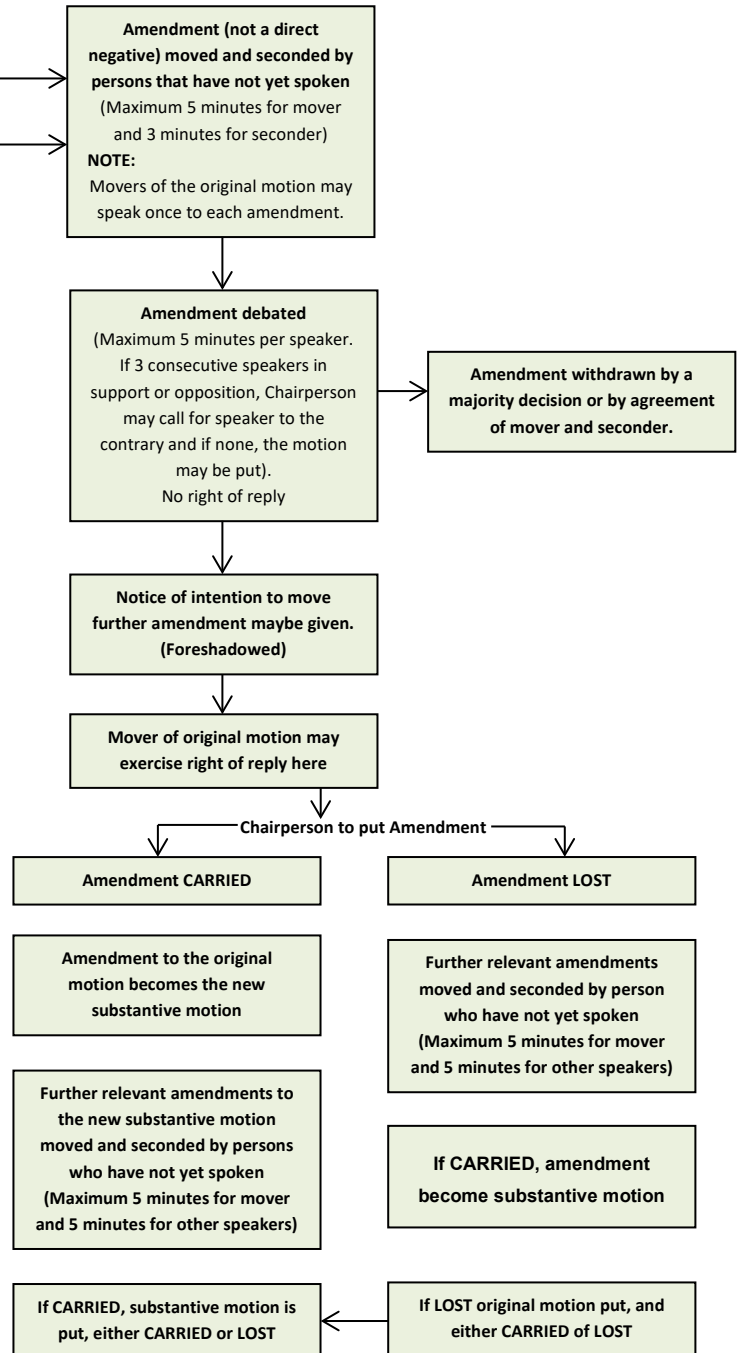 Amendment (not a direct
negative) moved and seconded by
persons that have not yet spoken
(Maximum 5 minutes for mover
and 3 minutes for seconder)
NOTE:
Movers of the original motion may
speak once to each amendment.
Amendment debated
(Maximum 5 minutes per speaker.
If 3 consecutive speakers in
support or opposition, Chairperson
may call for speaker to the
contrary and if none, the motion
may be put).
No right of reply
Amendment withdrawn by a
majority decision or by agreement
of mover and seconder.
Notice of intention to move
further amendment maybe given.
(Foreshadowed)
Mover of original motion may
exercise right of reply here
Chairperson to put Amendment
Amendment CARRIED
Amendment LOST
Amendment to the original
motion becomes the new
substantive motion
Further relevant amendments
moved and seconded by person
who have not yet spoken
(Maximum 5 minutes for mover
and 5 minutes for other speakers)
Further relevant amendments to
the new substantive motion
moved and seconded by persons
who have not yet spoken
(Maximum 5 minutes for mover
and 5 minutes for other speakers)
If CARRIED, amendment
become substantive motion
If CARRIED, substantive motion is
put, either CARRIED or LOST
If LOST original motion put, and
either CARRIED of LOST